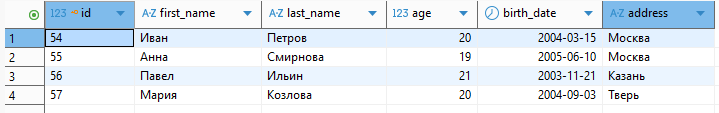 123 id A-Z first_name A-Z last_name 123 age birth_date A-Z address
1 54 Иван Петров 20 2004-03-15 Москва
2 55 Анна Смирнова 19 2005-06-10 Москва
3 56 Павел Ильин 21 2003-11-21 Казань
4 57 Мария Козлова 20 2004-09-03 Тверь